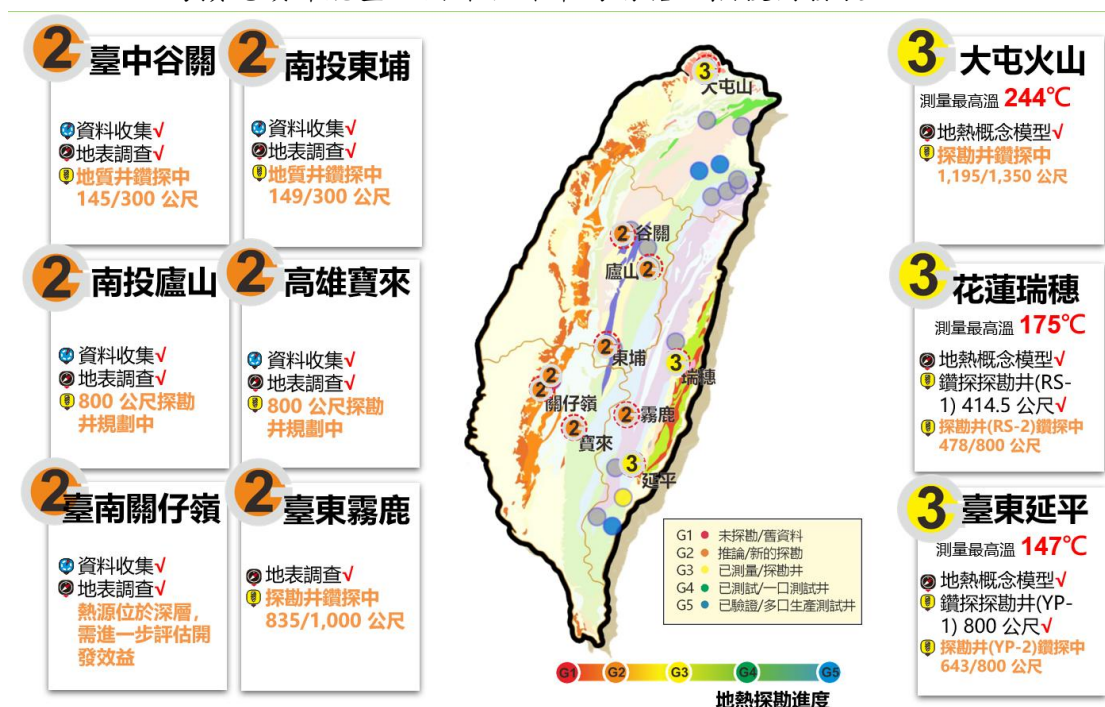 2 臺中谷關
資料收集√
地表調查√
地質井鑽探中
145/300 公尺
2 南投東埔
資料收集√
地表調查√
地質井鑽探中
149/300 公尺
2 南投廬山
資料收集√
地表調查√
800 公尺探勘
井規劃中
2 高雄寶來
資料收集√
地表調查√
800 公尺探勘
井規劃中
2 臺南關仔嶺
資料收集√
地表調查√
熱源位於深層，
需進一步評估開
發效益
2 臺東霧鹿
地表調查√
探勘井鑽探中
835/1,000 公尺
3
大屯山
2 谷關
廬山 2
2
東埔
3
瑞穗
2
2
關仔嶺
2 霧鹿
2
寶來
3
延平
G1 未探勘/舊資料
G2 推論/新的探勘
G3 已測量/探勘井
G4 已測試/一口測試井
G5 已驗證/多口生產測試井
G1 G2 G3 G4 G5
地熱探勘進度
3 大屯火山
測量最高溫 244℃
地熱概念模型√
探勘井鑽探中
1,195/1,350 公尺
3 花蓮瑞穗
測量最高溫 175℃
地熱概念模型√
鑽探探勘井(RS-
1) 414.5 公尺√
探勘井(RS-2)鑽探中
478/800 公尺
3 臺東延平
測量最高溫 147℃
地熱概念模型√
鑽探探勘井(YP-
1) 800 公尺√
探勘井(YP-2)鑽探中
643/800 公尺